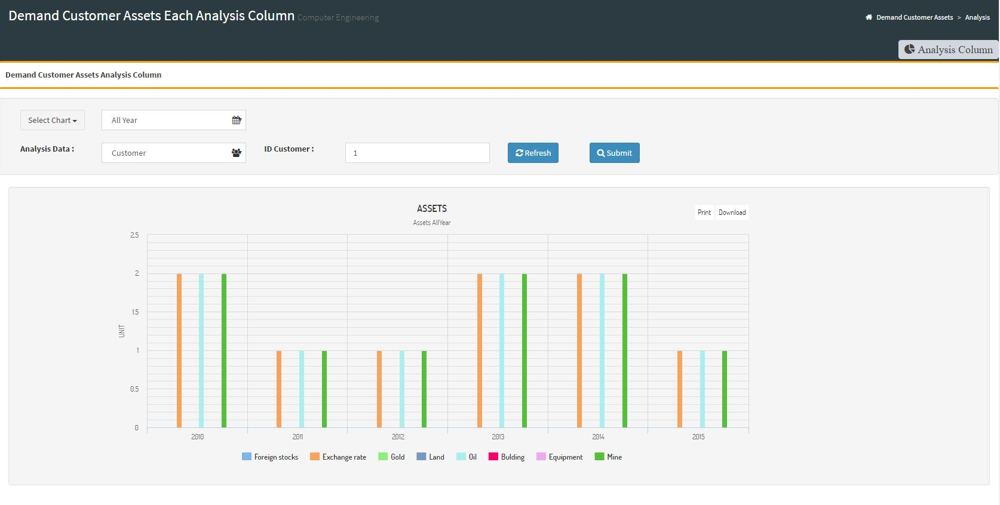 Demand Customer Assets Each Analysis Column Computer Engineering
Demand Customer Assets > Analysis
Analysis Column
Demand Customer Assets Analysis Column
Select Chart
All Year
Analysis Data :
Customer
ID Customer :
1
Refresh
Submit
ASSETS
Assets AllYear
Print
Download
2.5
2
1.5
1
0.5
0
UNIT
2010 2011 2012 2013 2014 2015
Foreign stocks Exchange rate Gold Land Oil Bulding Equipment Mine